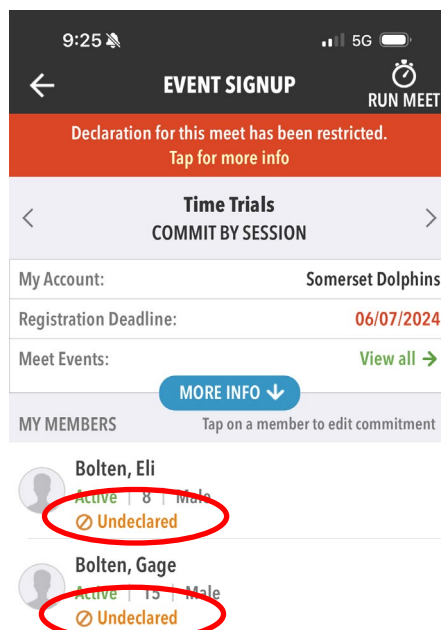 9:25 5G
EVENT SIGNUP
RUN MEET
Declaration for this meet has been restricted.
Tap for more info
Time Trials
COMMIT BY SESSION
My Account: Somerset Dolphins
Registration Deadline: 06/07/2024
Meet Events: View all →
MORE INFO ↓
MY MEMBERS Tap on a member to edit commitment
Bolten, Eli
Active | 8 | Male
Undeclared
Bolten, Gage
Active | 15 | Male
Undeclared